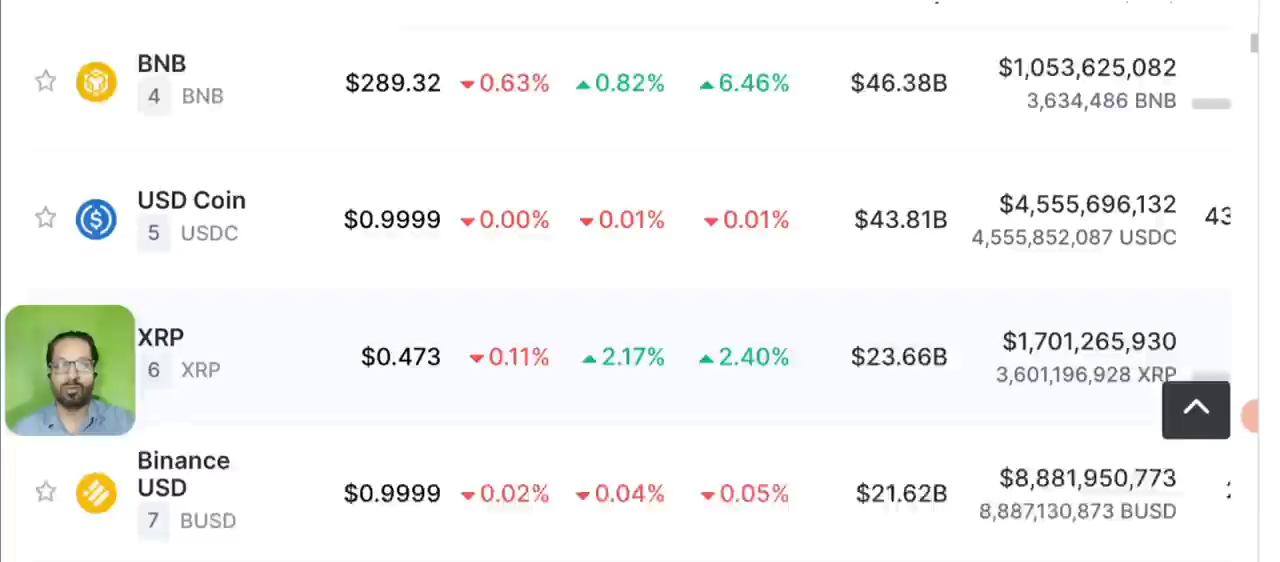 BNB
4 BNB
$289.32 0.63% 0.82% 6.46% $46.38B $1,053,625,082
3,634,486 BNB
USD Coin
5 USDC
$0.9999 0.00% 0.01% 0.01% $43.81B $4,555,696,132 43
4,555,852,087 USDC
XRP
6 XRP
$0.473 0.11% 2.17% 2.40% $23.66B $1,701,265,930
3,601,196,928 XRP
Binance
USD
7 BUSD
$0.9999 0.02% 0.04% 0.05% $21.62B $8,881,950,773
8,887,130,873 BUSD